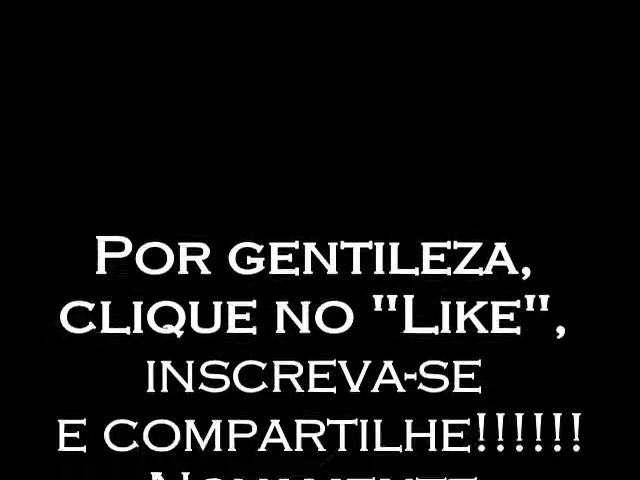 Por gentileza,
clique no "Like",
inscreva-se
e compartilhe!!!!!!